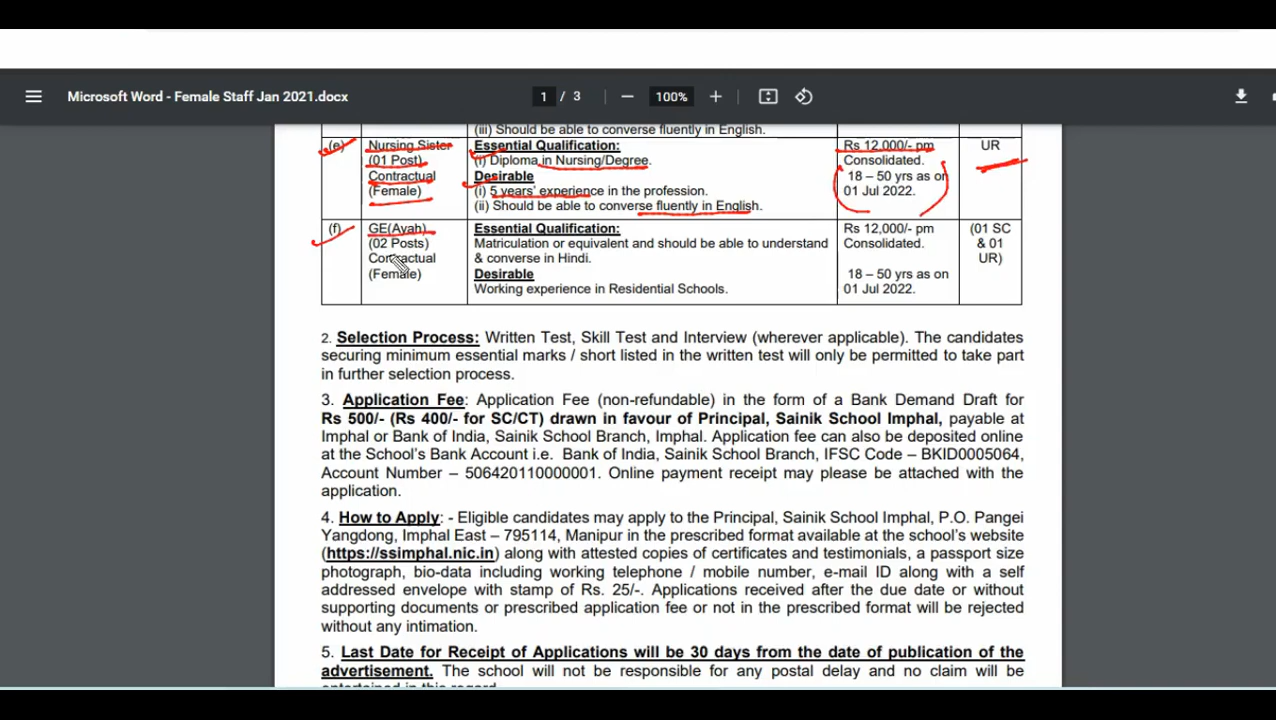 Microsoft Word - Female Staff Jan 2021.docx
1 / 3
100%
(iii) Should be able to converse fluently in English.
(e) Nursing Sister Essential Qualification: Rs 12,000/- pm UR
(01 Post) (i) Diploma in Nursing/Degree. Consolidated.
Contractual Desirable 18 – 50 yrs as on
(Female) (i) 5 years' experience in the profession. 01 Jul 2022.
(ii) Should be able to converse fluently in English.
(f) GE(Ayah) Essential Qualification: Rs 12,000/- pm (01 SC
(02 Posts) Matriculation or equivalent and should be able to understand Consolidated. & 01
Contractual & converse in Hindi. UR)
(Female) Desirable 18 – 50 yrs as on
Working experience in Residential Schools. 01 Jul 2022.
2. Selection Process: Written Test, Skill Test and Interview (wherever applicable). The candidates
securing minimum essential marks / short listed in the written test will only be permitted to take part
in further selection process.
3. Application Fee: Application Fee (non-refundable) in the form of a Bank Demand Draft for
Rs 500/- (Rs 400/- for SC/CT) drawn in favour of Principal, Sainik School Imphal, payable at
Imphal or Bank of India, Sainik School Branch, Imphal. Application fee can also be deposited online
at the School's Bank Account i.e. Bank of India, Sainik School Branch, IFSC Code – BKID0005064,
Account Number – 506420110000001. Online payment receipt may please be attached with the
application.
4. How to Apply: - Eligible candidates may apply to the Principal, Sainik School Imphal, P.O. Pangei
Yangdong, Imphal East – 795114, Manipur in the prescribed format available at the school's website
(https://ssimphal.nic.in) along with attested copies of certificates and testimonials, a passport size
photograph, bio-data including working telephone / mobile number, e-mail ID along with a self
addressed envelope with stamp of Rs. 25/-. Applications received after the due date or without
supporting documents or prescribed application fee or not in the prescribed format will be rejected
without any intimation.
5. Last Date for Receipt of Applications will be 30 days from the date of publication of the
advertisement. The school will not be responsible for any postal delay and no claim will be